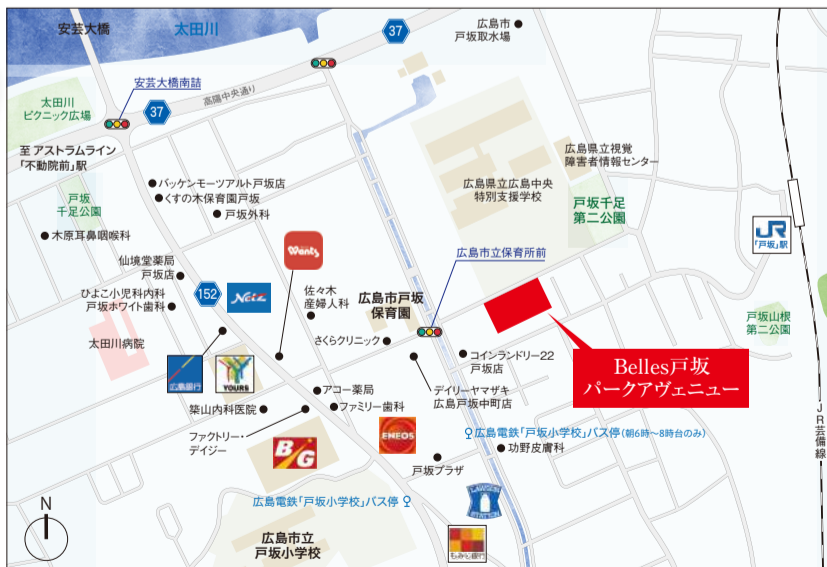 安芸大橋
太田川
37
広島市
戸坂取水場
安芸大橋南詰
高陽中央通り
37
太田川
ピクニック広場
至 アストラムライン
「不動院前」駅
バッケンモーツアルト戸坂店
くすの木保育園戸坂
戸坂外科
戸坂
千足公園
木原耳鼻咽喉科
広島県立視覚
障害者情報センター
広島県立広島中央
特別支援学校
戸坂千足
第二公園
JR
「戸坂」駅
仙境堂薬局
戸坂店
Wants
広島市立保育所前
152
Netz
ひよこ小児科内科
戸坂ホワイト歯科
佐々木
産婦人科
広島市戸坂
保育園
太田川病院
さくらクリニック
戸坂山根
第二公園
コインランドリー22
戸坂店
Belles戸坂
パークアヴェニュー
広島銀行
YOURS
デイリーヤマザキ
広島戸坂中町店
アコー薬局
ファミリー歯科
築山内科医院
ファクトリー・
デイジー
BIG
ENEOS
広島電鉄「戸坂小学校」バス停(朝6時〜8時台のみ)
功野皮膚科
戸坂プラザ
JR芸備線
広島電鉄「戸坂小学校」バス停
LAWSON
STATION
N
広島市立
戸坂小学校
もみじ銀行